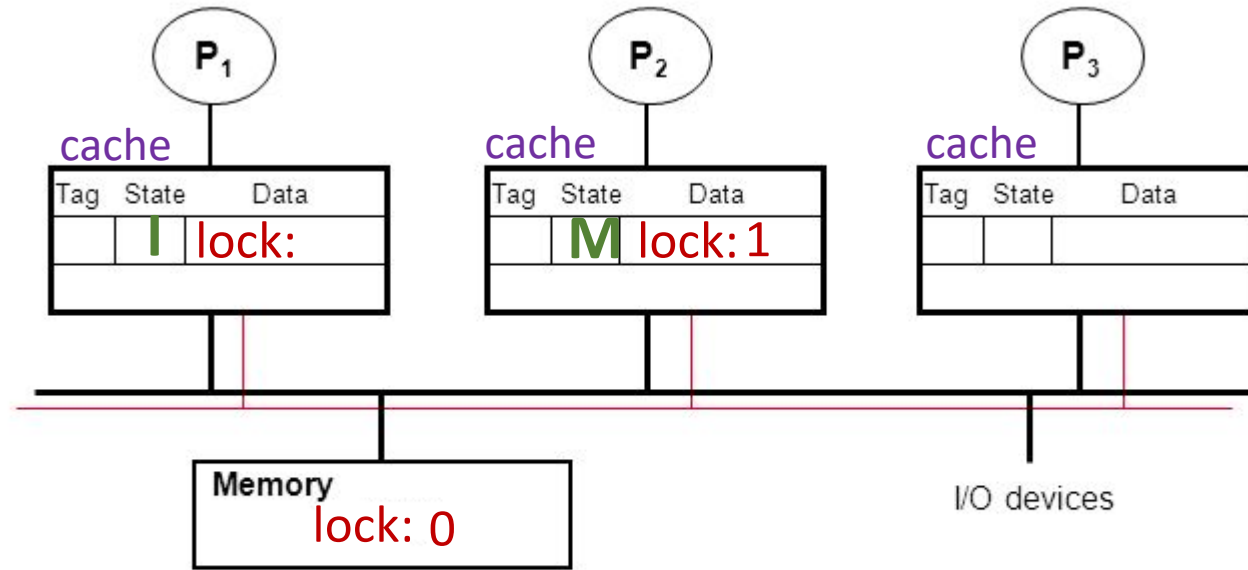 P1 P2 P3
cache cache cache
Tag State Data Tag State Data Tag State Data
I lock: M lock: 1
Memory
lock: 0
I/O devices